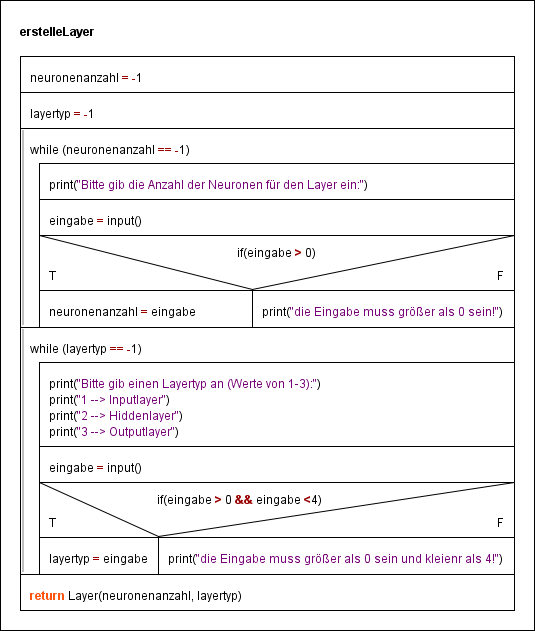 erstelleLayer
neuronenanzahl = -1
layertyp = -1
while (neuronenanzahl == -1)
print("Bitte gib die Anzahl der Neuronen für den Layer ein:")
eingabe = input()
if(eingabe > 0)
T F
neuronenanzahl = eingabe print("die Eingabe muss größer als 0 sein!")
while (layertyp == -1)
print("Bitte gib einen Layertyp an (Werte von 1-3):")
print("1 --> Inputlayer")
print("2 --> Hiddenlayer")
print("3 --> Outputlayer")
eingabe = input()
if(eingabe > 0 && eingabe <4)
T F
layertyp = eingabe print("die Eingabe muss größer als 0 sein und kleienr als 4!")
return Layer(neuronenanzahl, layertyp)